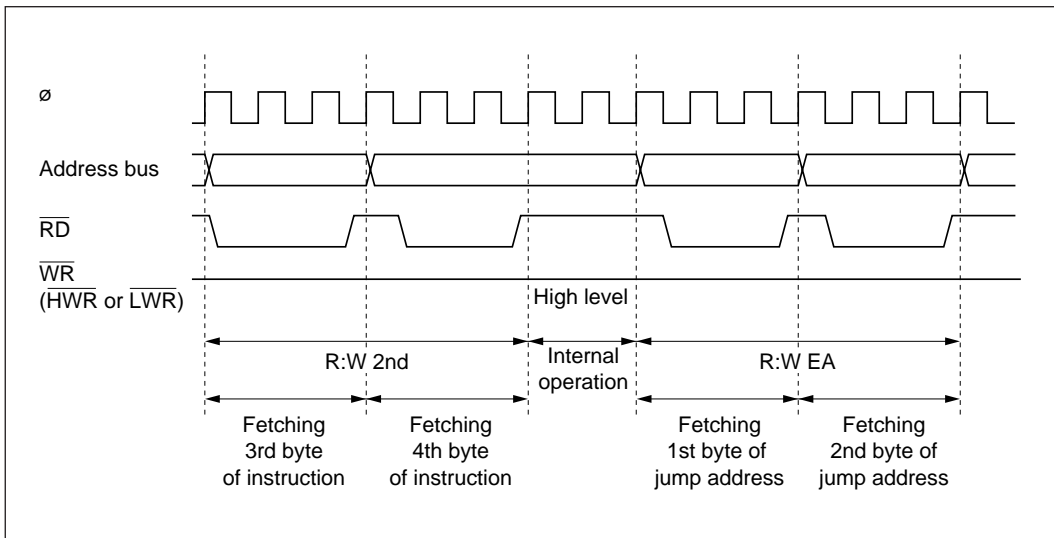 ø
Address bus
RD
WR
(HWR or LWR)
High level
R:W 2nd
Internal
operation
R:W EA
Fetching
3rd byte
of instruction
Fetching
4th byte
of instruction
Fetching
1st byte of
jump address
Fetching
2nd byte of
jump address